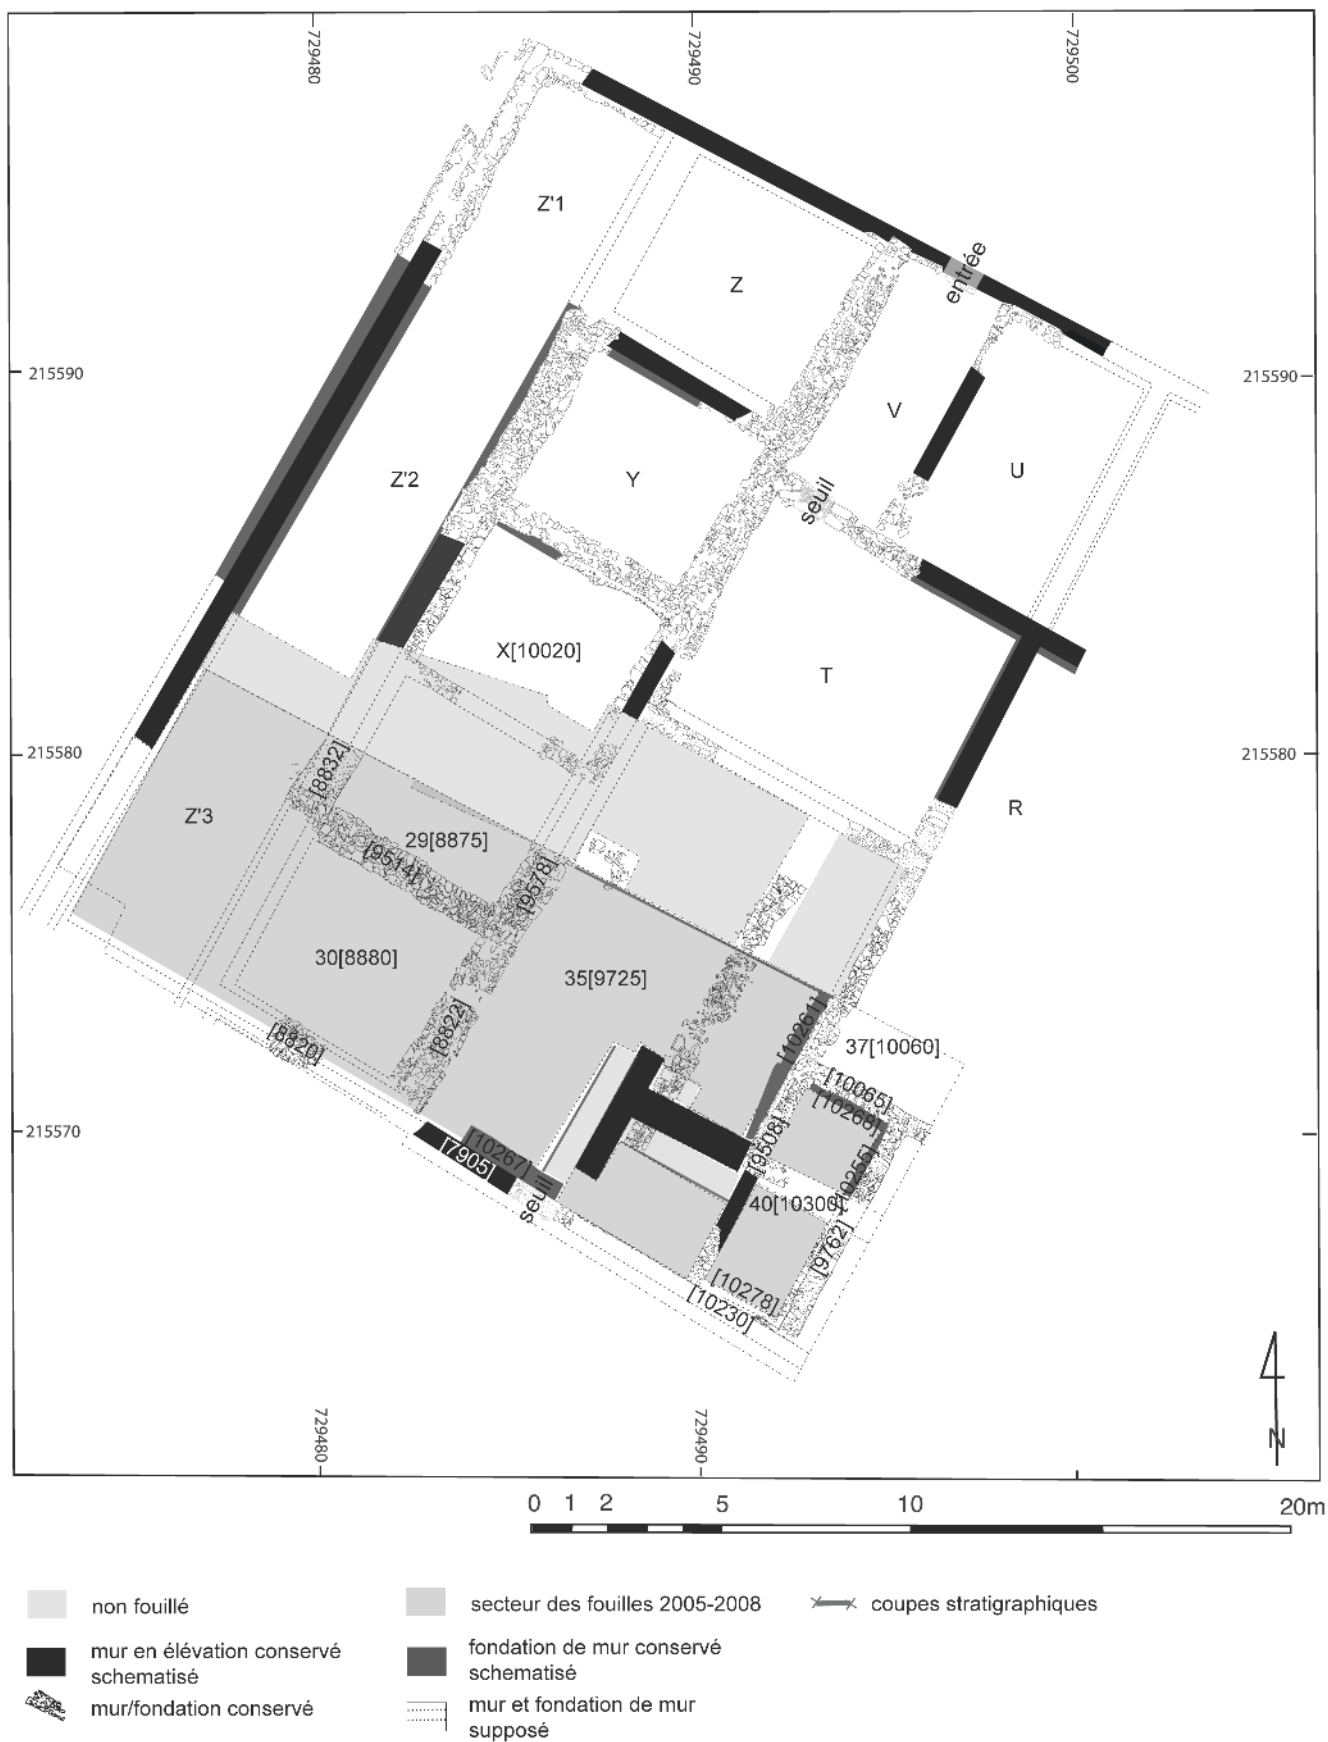 729480
729490
729500
Z'1
entrée
Z
215590
215590
V
Z'2
Y
U
seuil
X[10020]
T
215580
215580
[8832]
R
Z'3
29[8875]
[9514]
[9578]
30[8880]
35[9725]
[10261]
[8822]
[8820]
37[10060]
[10065]
[10268]
215570
[9508]
[10267]
[7905]
[10255]
seuil
40[10300]
[9762]
[10278]
[10230]
729480
729490
N
0 1 2 5 10 20m
non fouillé
secteur des fouilles 2005-2008
coupes stratigraphiques
mur en élévation conservé
schematisé
fondation de mur conservé
schematisé
mur/fondation conservé
mur et fondation de mur
supposé